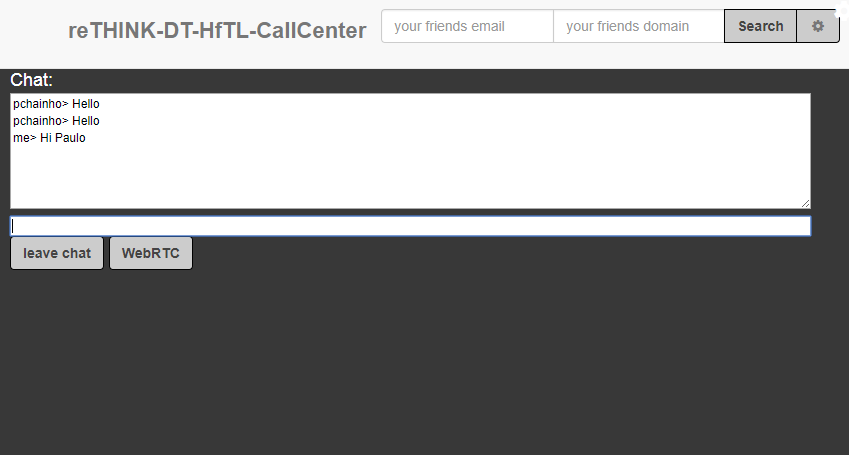 reTHINK-DT-HfTL-CallCenter your friends email your friends domain Search
Chat:
pchainho> Hello
pchainho> Hello
me> Hi Paulo
leave chat WebRTC